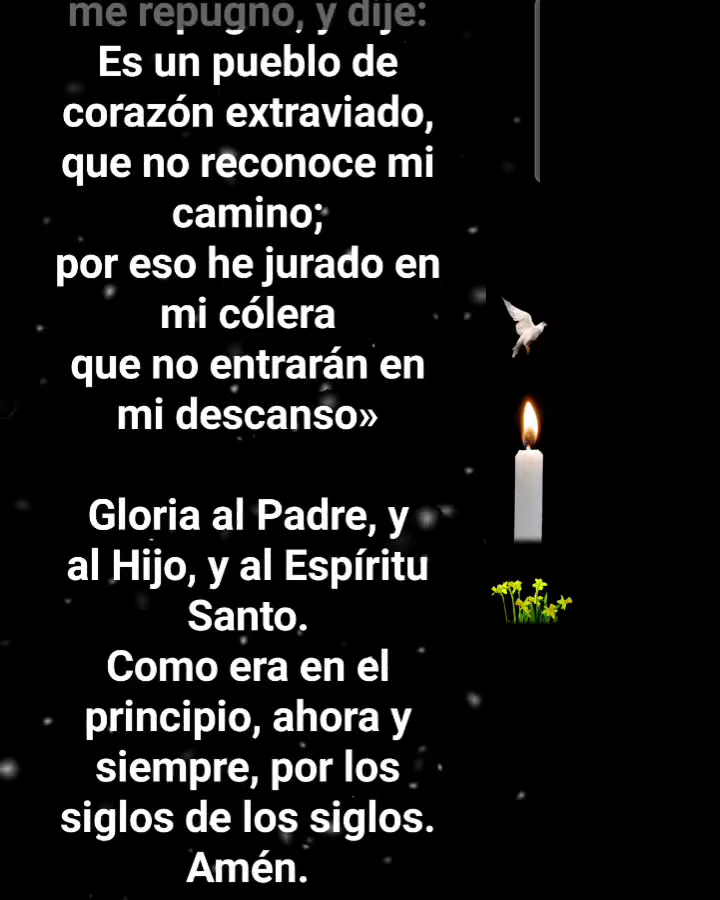 me repugnó, y dije:
Es un pueblo de
corazón extraviado,
que no reconoce mi
camino;
por eso he jurado en
mi cólera
que no entrarán en
mi descanso»
Gloria al Padre, y
al Hijo, y al Espíritu
Santo.
Como era en el
principio, ahora y
siempre, por los
siglos de los siglos.
Amén.